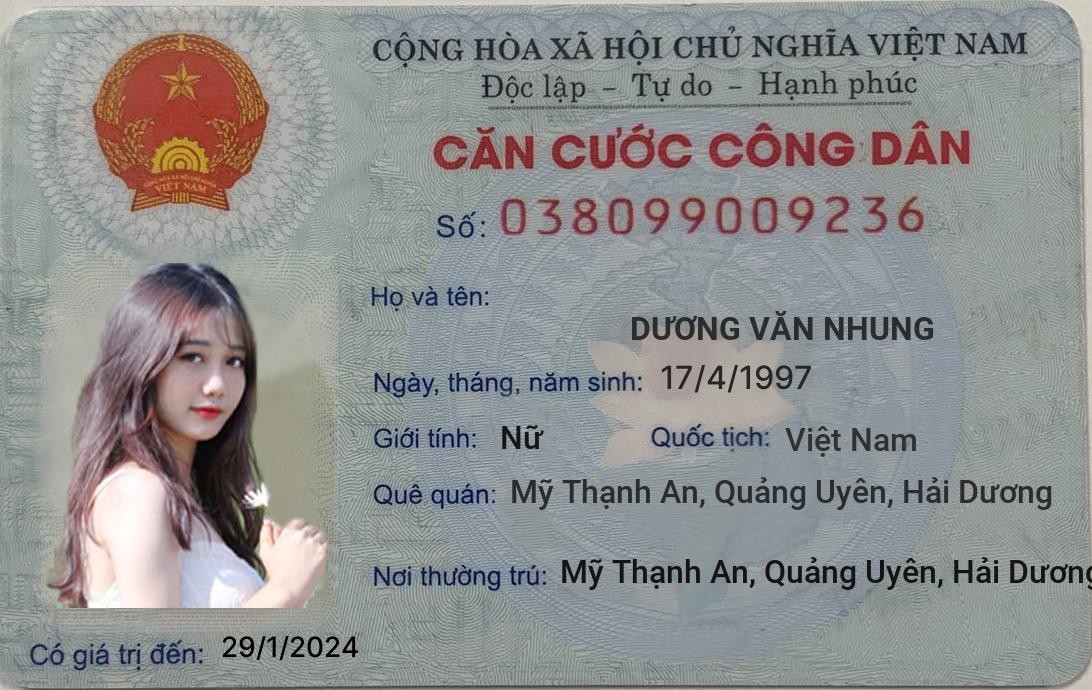 CỘNG HÒA XÃ HỘI CHỦ NGHĨA VIỆT NAM
Độc lập – Tự do – Hạnh phúc
CĂN CƯỚC CÔNG DÂN
Số: 038099009236
VIỆT NAM
Họ và tên:
DƯƠNG VĂN NHUNG
Ngày, tháng, năm sinh: 17/4/1997
Giới tính: Nữ Quốc tịch: Việt Nam
Quê quán: Mỹ Thạnh An, Quảng Uyên, Hải Dương
Nơi thường trú: Mỹ Thạnh An, Quảng Uyên, Hải Dương
Có giá trị đến: 29/1/2024